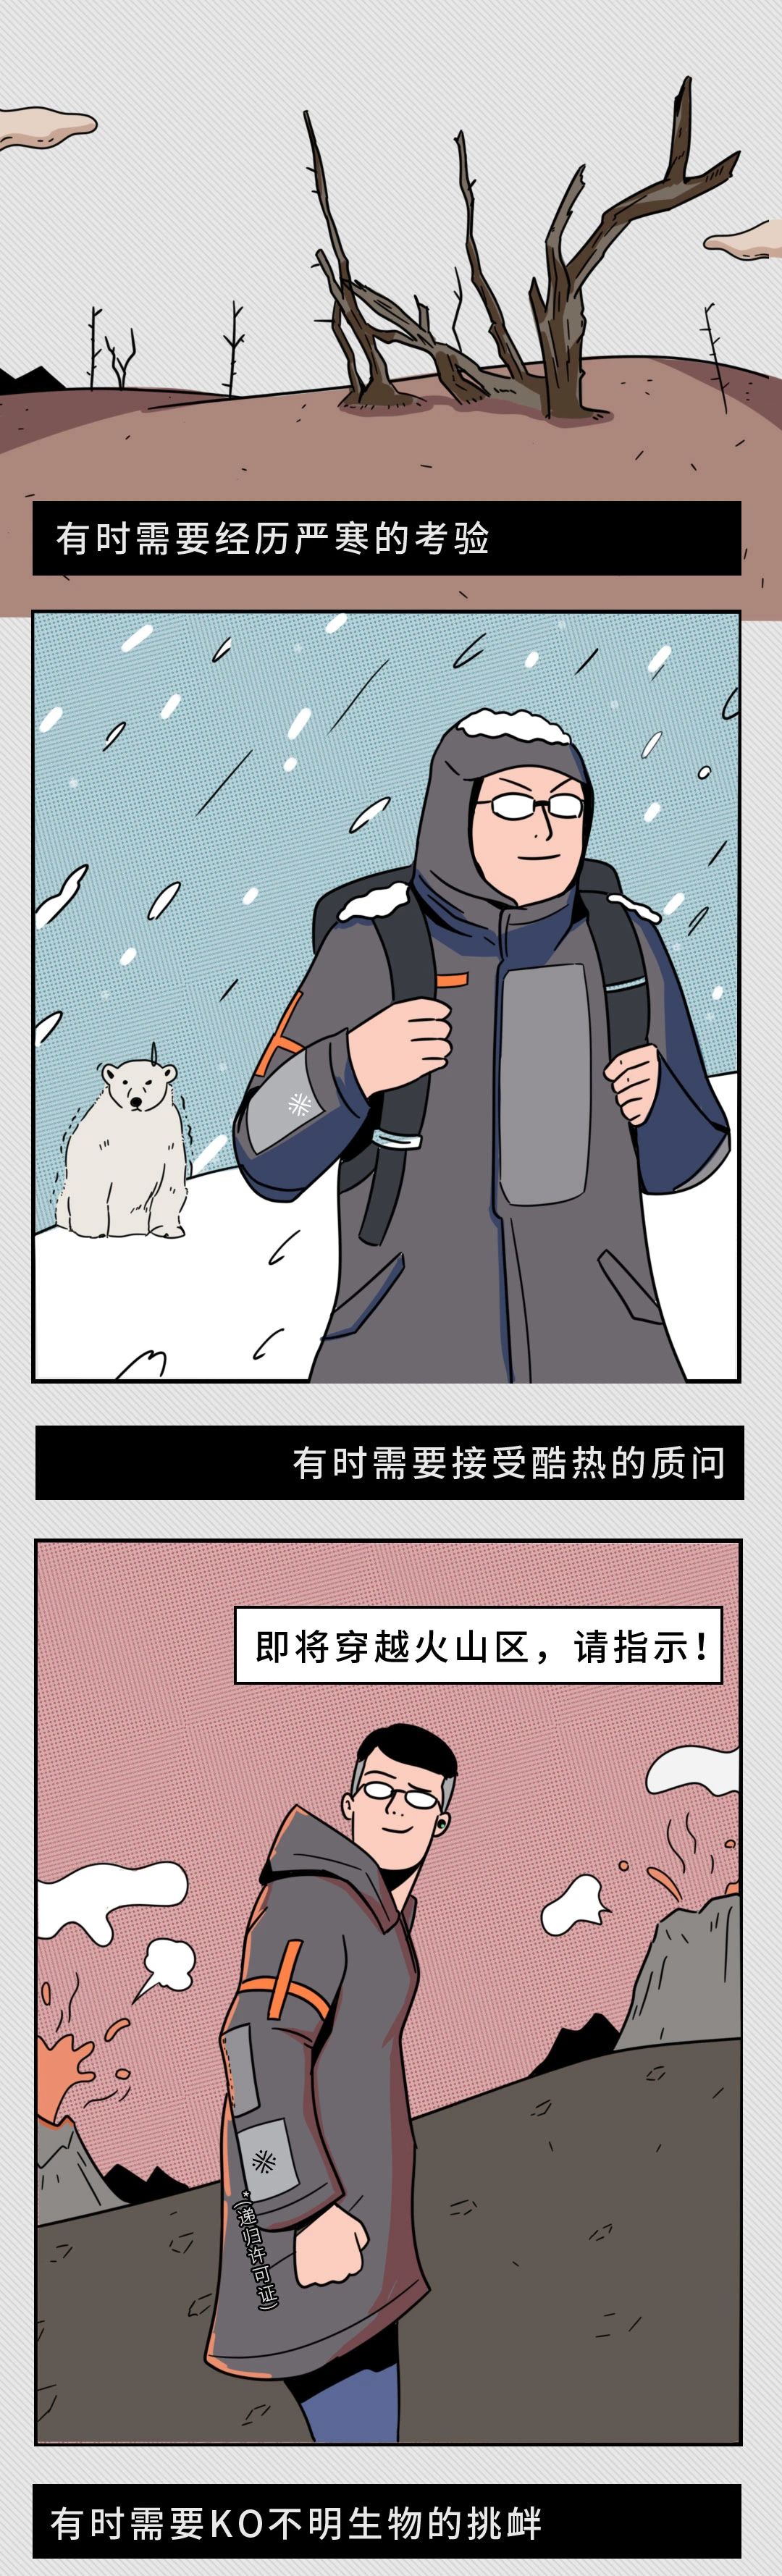 有时需要经历严寒的考验
有时需要接受酷热的质问
即将穿越火山区，请指示！
*(递归许可证)
有时需要KO不明生物的挑衅